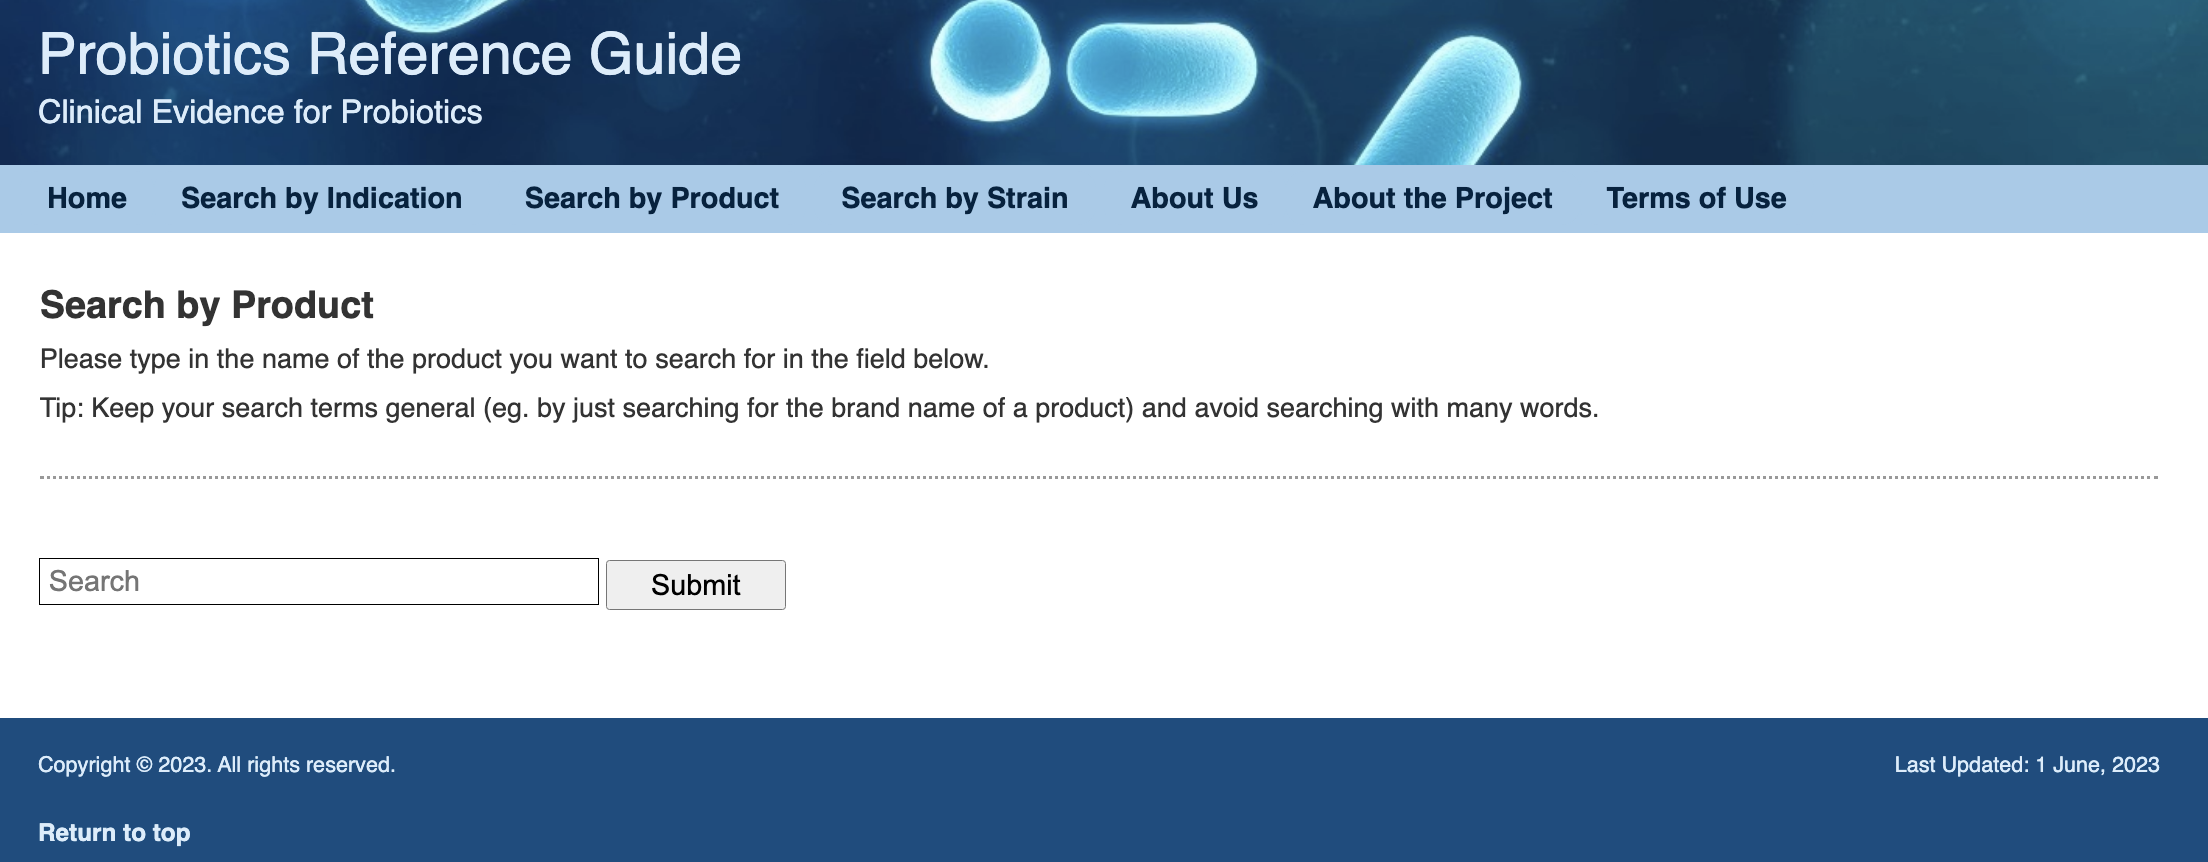 Probiotics Reference Guide
Clinical Evidence for Probiotics
Home Search by Indication Search by Product Search by Strain About Us About the Project Terms of Use
Search by Product
Please type in the name of the product you want to search for in the field below.
Tip: Keep your search terms general (eg. by just searching for the brand name of a product) and avoid searching with many words.
Search Submit
Copyright © 2023. All rights reserved. Last Updated: 1 June, 2023
Return to top